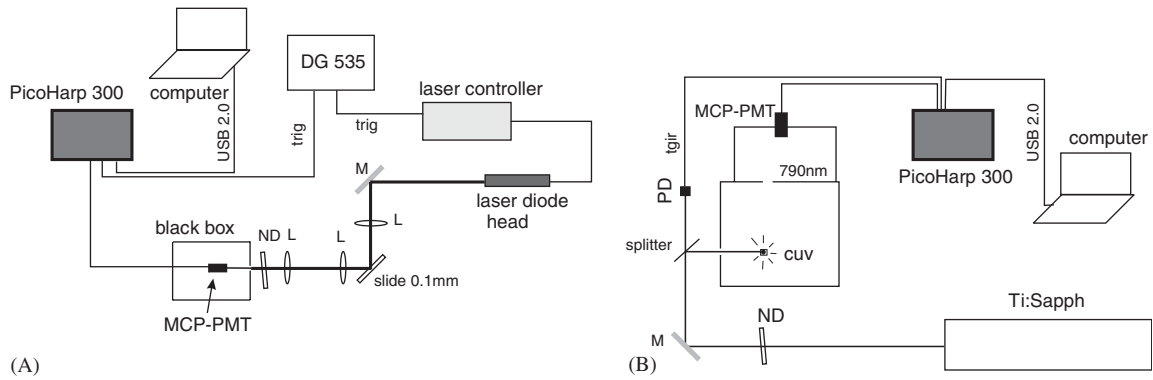 computer
DG 535
PicoHarp 300
USB 2.0
trig
trig
laser controller
M
laser diode
head
L
black box
ND
L
L
slide 0.1mm
MCP-PMT
(A)
MCP-PMT
tgir
790nm
PicoHarp 300
USB 2.0
computer
PD
splitter
cuv
Ti:Sapph
ND
M
(B)